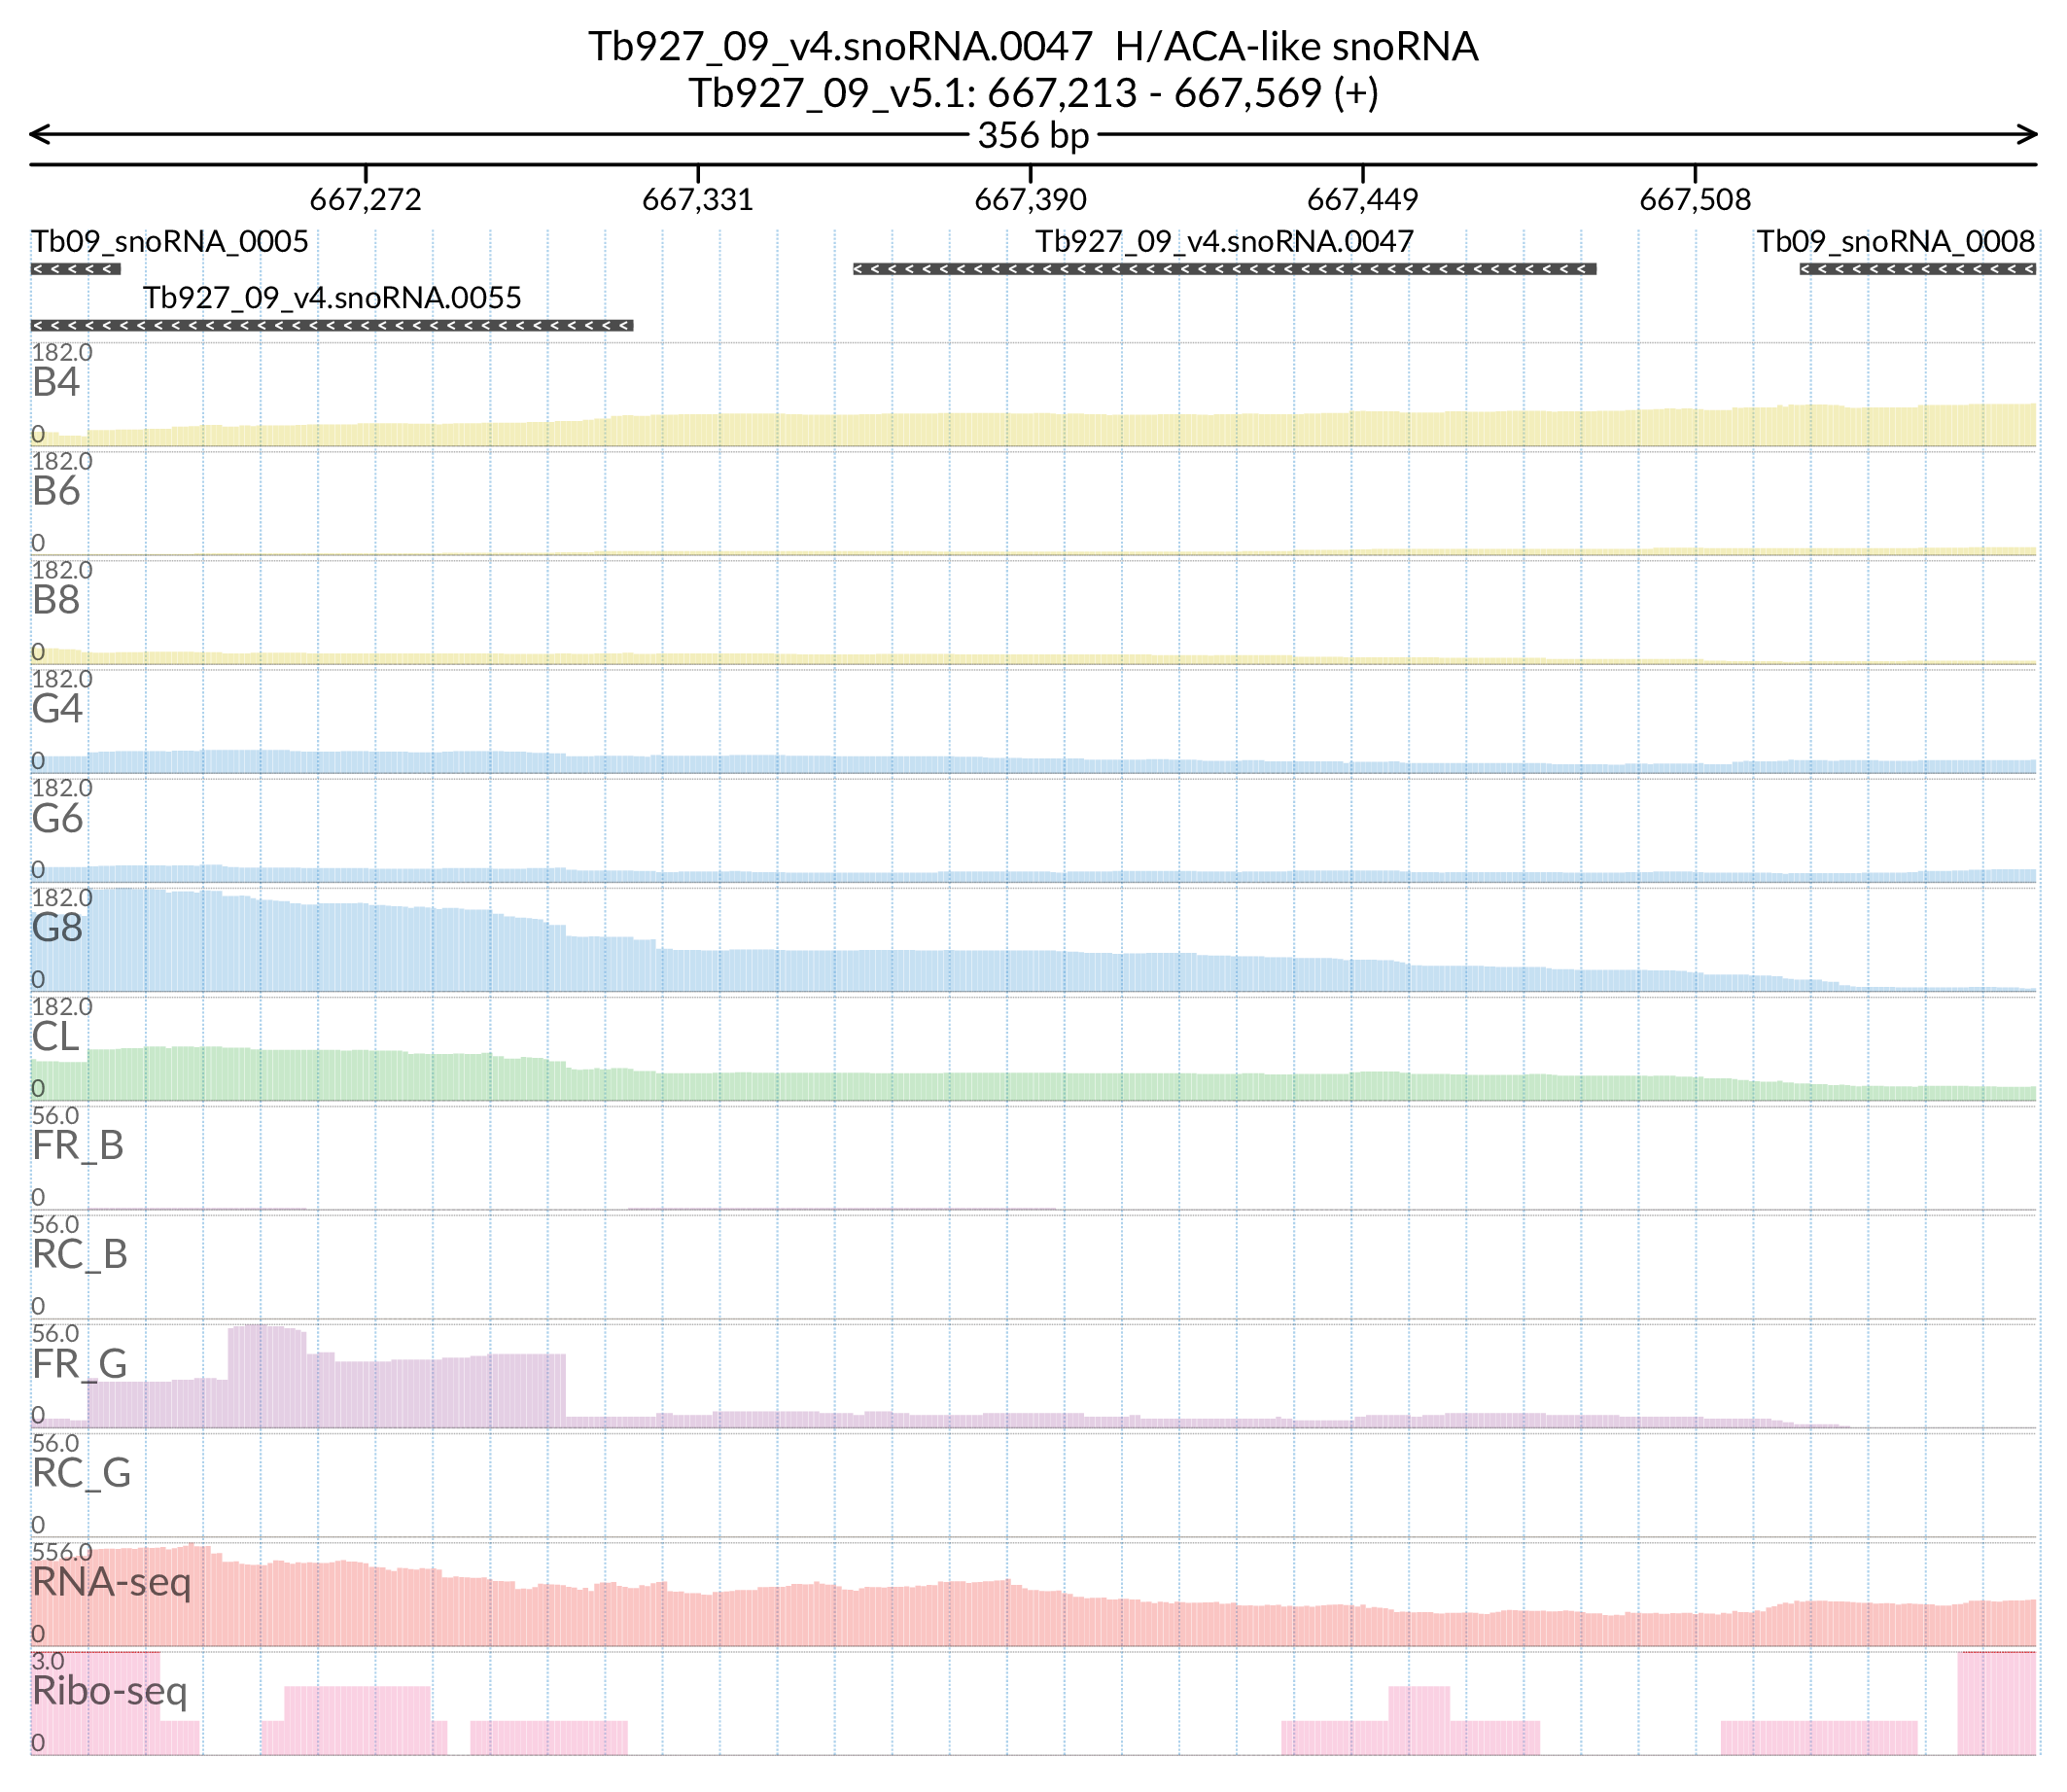 Tb927_09_v4.snoRNA.0047  H/ACA-like snoRNA
Tb927_09_v5.1: 667,213 - 667,569 (+)
356 bp
667,272 667,331 667,390 667,449 667,508
Tb09_snoRNA_0005 Tb927_09_v4.snoRNA.0047 Tb09_snoRNA_0008
Tb927_09_v4.snoRNA.0055
182.0
B4
0
182.0
B6
0
182.0
B8
0
182.0
G4
0
182.0
G6
0
182.0
G8
0
182.0
CL
0
56.0
FR_B
0
56.0
RC_B
0
56.0
FR_G
0
56.0
RC_G
0
556.0
RNA-seq
0
3.0
Ribo-seq
0